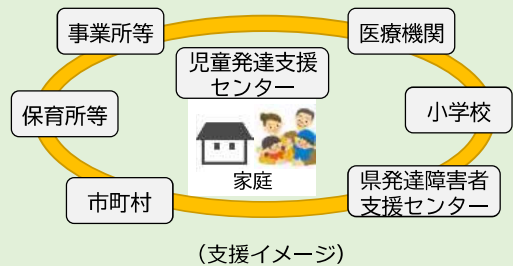 事業所等
医療機関
児童発達支援
センター
保育所等
小学校
家庭
市町村
県発達障害者
支援センター
（支援イメージ）